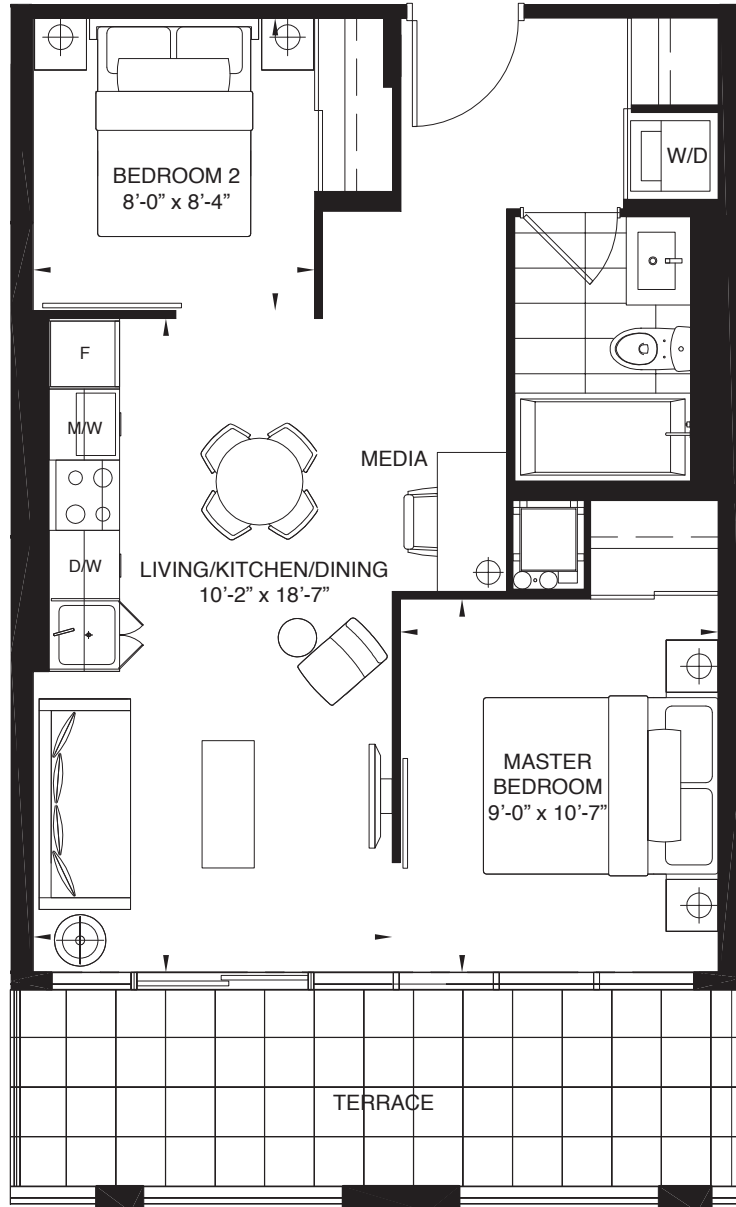 W/D
BEDROOM 2
8’-0” x 8’-4”
F
M/W
MEDIA
D/W
LIVING/KITCHEN/DINING
10’-2” x 18’-7”
MASTER
BEDROOM
9’-0” x 10’-7”
TERRACE